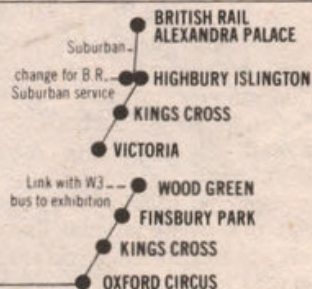 BRITISH RAIL
ALEXANDRA PALACE
Suburban
change for B.R.
Suburban service
HIGHBURY ISLINGTON
KINGS CROSS
VICTORIA
Link with W3
bus to exhibition
WOOD GREEN
FINSBURY PARK
KINGS CROSS
OXFORD CIRCUS